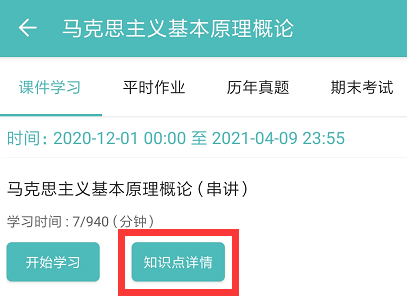 马克思主义基本原理概论
课件学习 平时作业 历年真题 期末考试
时间: 2020-12-01 00:00 至 2021-04-09 23:55
马克思主义基本原理概论（串讲）
学习时间 : 7/940 (分钟)
开始学习 知识点详情